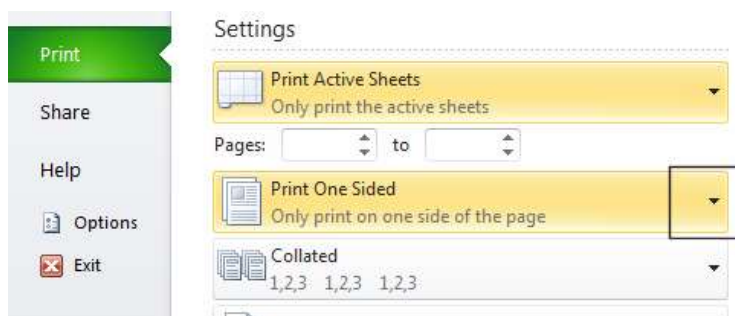 Settings
Print
Print Active Sheets
Only print the active sheets
Share
Pages: to
Help
Print One Sided
Only print on one side of the page
Options
Exit
Collated
1,2,3 1,2,3 1,2,3